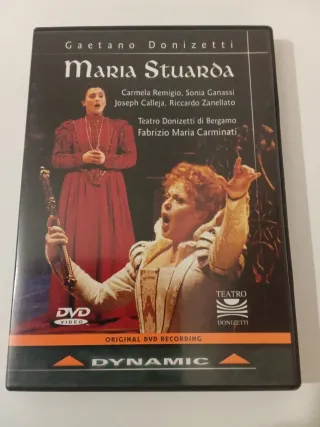 Gaetano Donizetti
MARIA STUARDA
Carmela Remigio, Sonia Ganassi
Joseph Calleja, Riccardo Zanellato
Teatro Donizetti di Bergamo
Fabrizio Maria Carminati
DVD
VIDEO
TEATRO
DONIZETTI
ORIGINAL DVD RECORDING
DYNAMIC